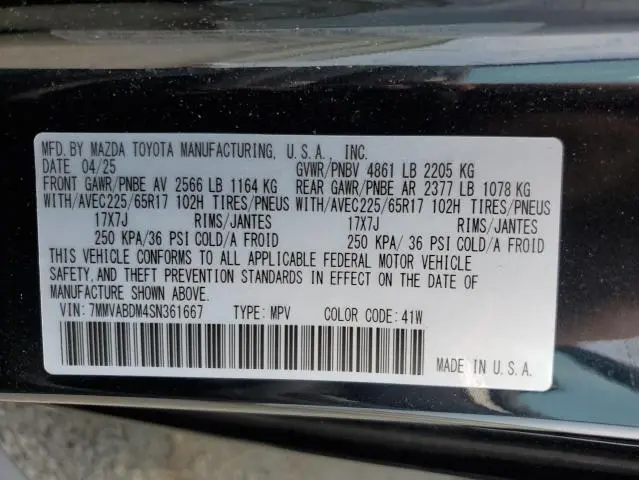 MFD. BY MAZDA TOYOTA MANUFACTURING, U.S.A., INC.
DATE 04/25 GVWR/PNBV 4861 LB 2205 KG
FRONT GAWR/PNBE AV 2566 LB 1164 KG REAR GAWR/PNBE AR 2377 LB 1078 KG
WITH/AVEC225/65R17 102H TIRES/PNEUS WITH/AVEC225/65R17 102H TIRES/PNEUS
17X7J RIMS/JANTES 17X7J RIMS/JANTES
250 KPA/36 PSI COLD/A FROID 250 KPA/ 36 PSI COLD/A FROID
THIS VEHICLE CONFORMS TO ALL APPLICABLE FEDERAL MOTOR VEHICLE
SAFETY, AND THEFT PREVENTION STANDARDS IN EFFECT ON THE DATE OF
MANUFACTURE SHOWN ABOVE.
VIN: 7MMVABDM4SN361667 TYPE: MPV COLOR CODE: 41W
MADE IN U.S.A.